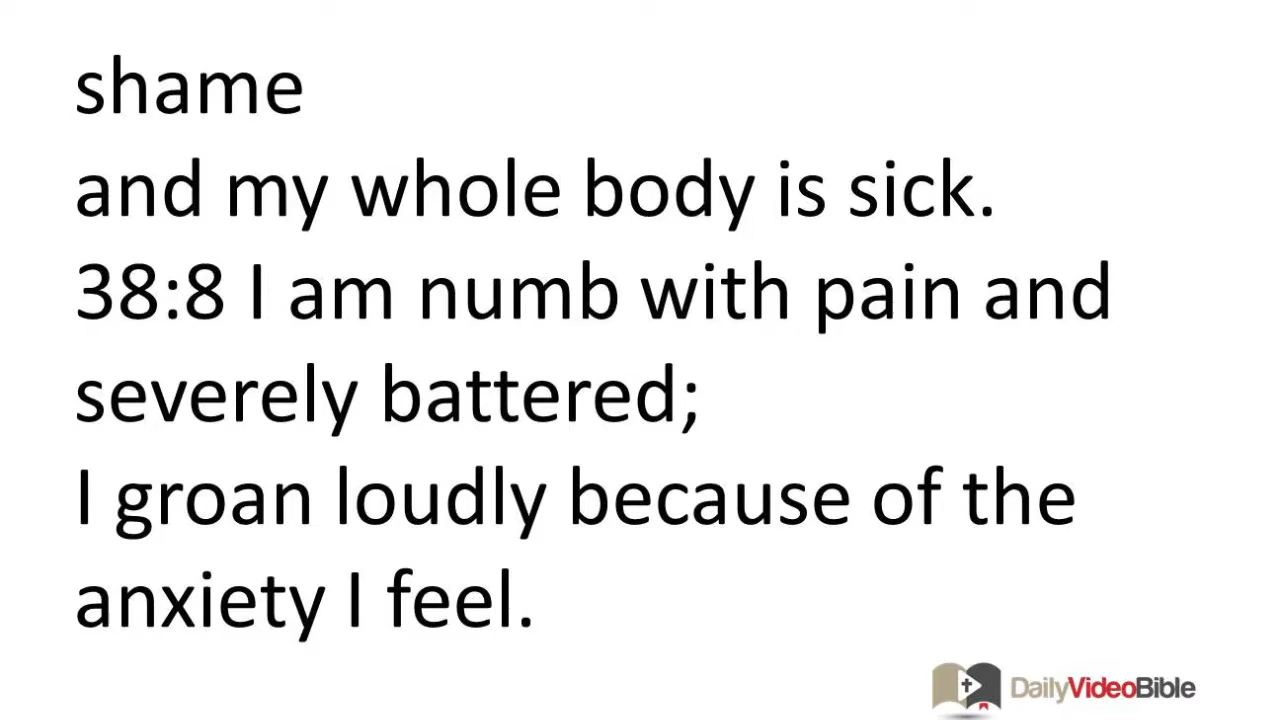 shame
and my whole body is sick.
38:8 I am numb with pain and
severely battered;
I groan loudly because of the
anxiety I feel.
DailyVideoBible